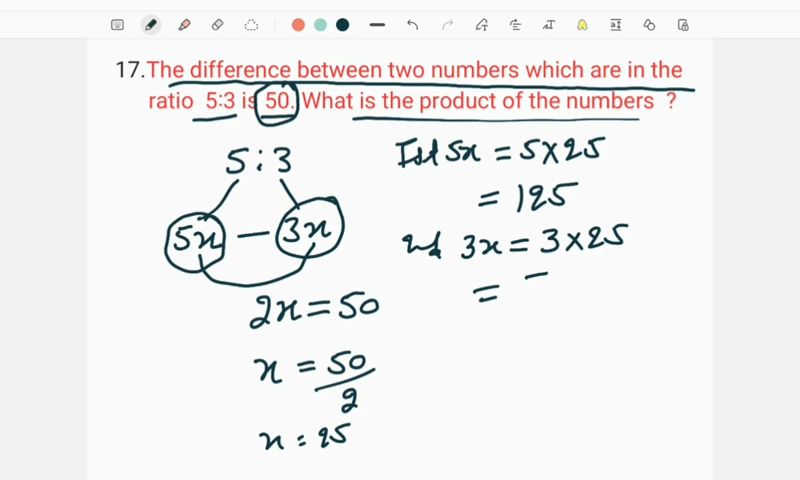 17.The difference between two numbers which are in the
ratio 5:3 is 50. What is the product of the numbers ?
5:3
5x — 3x
2x = 50
x = 50/2
x = 25
Ist 5x = 5×25
= 125
2nd 3x = 3×25
=